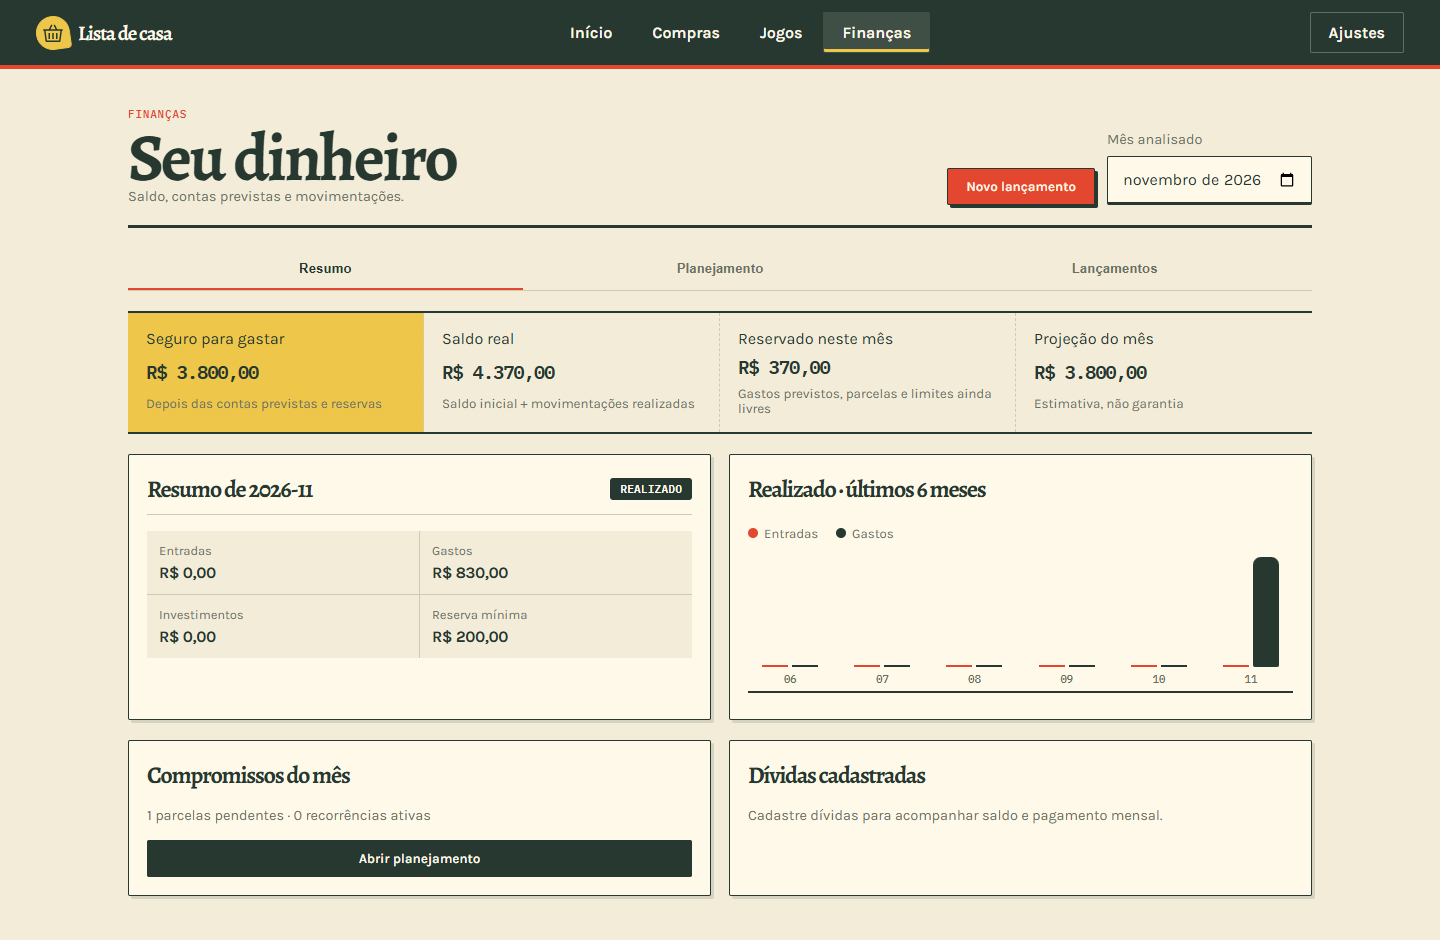 Lista de casa
Início
Compras
Jogos
Finanças
Ajustes
FINANÇAS
Seu dinheiro
Saldo, contas previstas e movimentações.
Novo lançamento
Mês analisado
novembro de 2026
Resumo
Planejamento
Lançamentos
Seguro para gastar
R$ 3.800,00
Depois das contas previstas e reservas
Saldo real
R$ 4.370,00
Saldo inicial + movimentações realizadas
Reservado neste mês
R$ 370,00
Gastos previstos, parcelas e limites ainda
livres
Projeção do mês
R$ 3.800,00
Estimativa, não garantia
Resumo de 2026-11
REALIZADO
Entradas
R$ 0,00
Gastos
R$ 830,00
Investimentos
R$ 0,00
Reserva mínima
R$ 200,00
Realizado · últimos 6 meses
Entradas
Gastos
06
07
08
09
10
11
Compromissos do mês
1 parcelas pendentes · 0 recorrências ativas
Abrir planejamento
Dívidas cadastradas
Cadastre dívidas para acompanhar saldo e pagamento mensal.